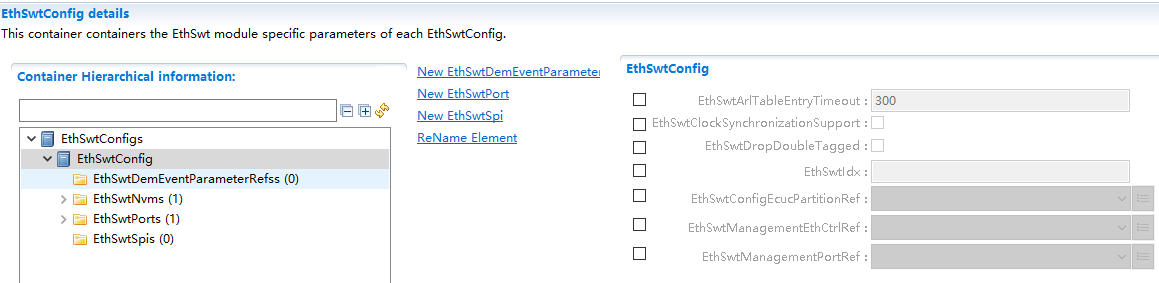 EthSwtConfig details
This container containers the EthSwt module specific parameters of each EthSwtConfig.
Container Hierarchical information:
EthSwtConfigs
EthSwtConfig
EthSwtDemEventParameterRefss (0)
EthSwtNvms (1)
EthSwtPorts (1)
EthSwtSpis (0)
New EthSwtDemEventParameter
New EthSwtPort
New EthSwtSpi
ReName Element
EthSwtConfig
EthSwtArlTableEntryTimeout : 300
EthSwtClockSynchronizationSupport :
EthSwtDropDoubleTagged :
EthSwtIdx :
EthSwtConfigEcucPartitionRef :
EthSwtManagementEthCtrlRef :
EthSwtManagementPortRef :